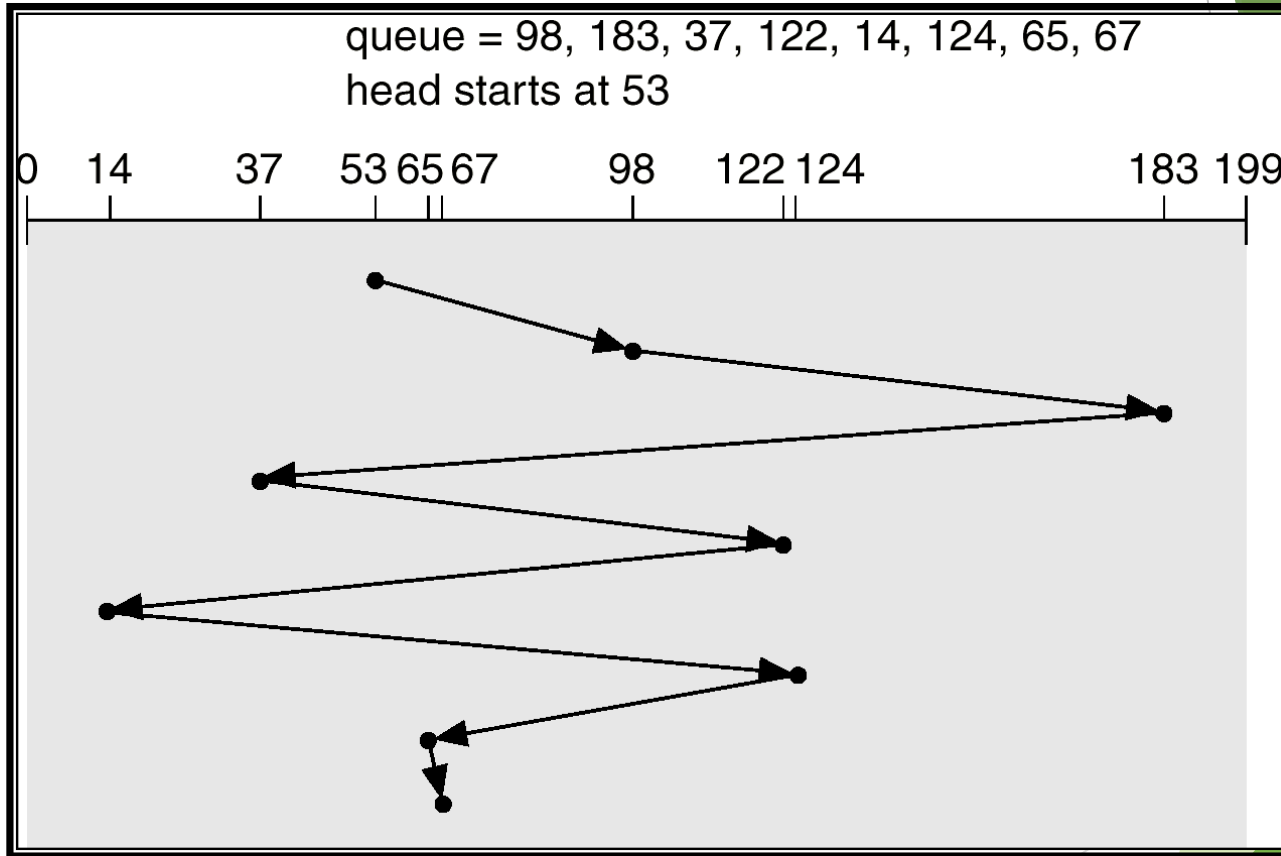 queue = 98, 183, 37, 122, 14, 124, 65, 67
head starts at 53
0 14 37 53 65 67 98 122 124 183 199